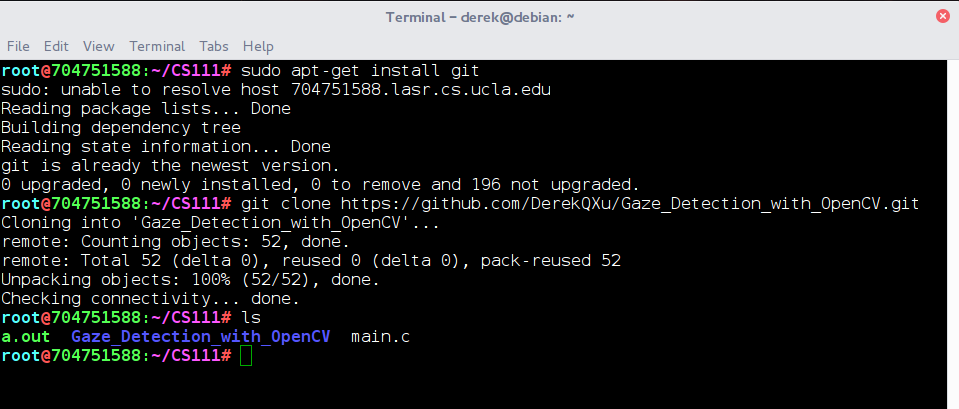 Terminal – derek@debian: ~
File Edit View Terminal Tabs Help
root@704751588:~/CS111# sudo apt-get install git
sudo: unable to resolve host 704751588.lasr.cs.ucla.edu
Reading package lists... Done
Building dependency tree
Reading state information... Done
git is already the newest version.
0 upgraded, 0 newly installed, 0 to remove and 196 not upgraded.
root@704751588:~/CS111# git clone https://github.com/DerekQXu/Gaze_Detection_with_OpenCV.git
Cloning into 'Gaze_Detection_with_OpenCV'...
remote: Counting objects: 52, done.
remote: Total 52 (delta 0), reused 0 (delta 0), pack-reused 52
Unpacking objects: 100% (52/52), done.
Checking connectivity... done.
root@704751588:~/CS111# ls
a.out  Gaze_Detection_with_OpenCV  main.c
root@704751588:~/CS111#